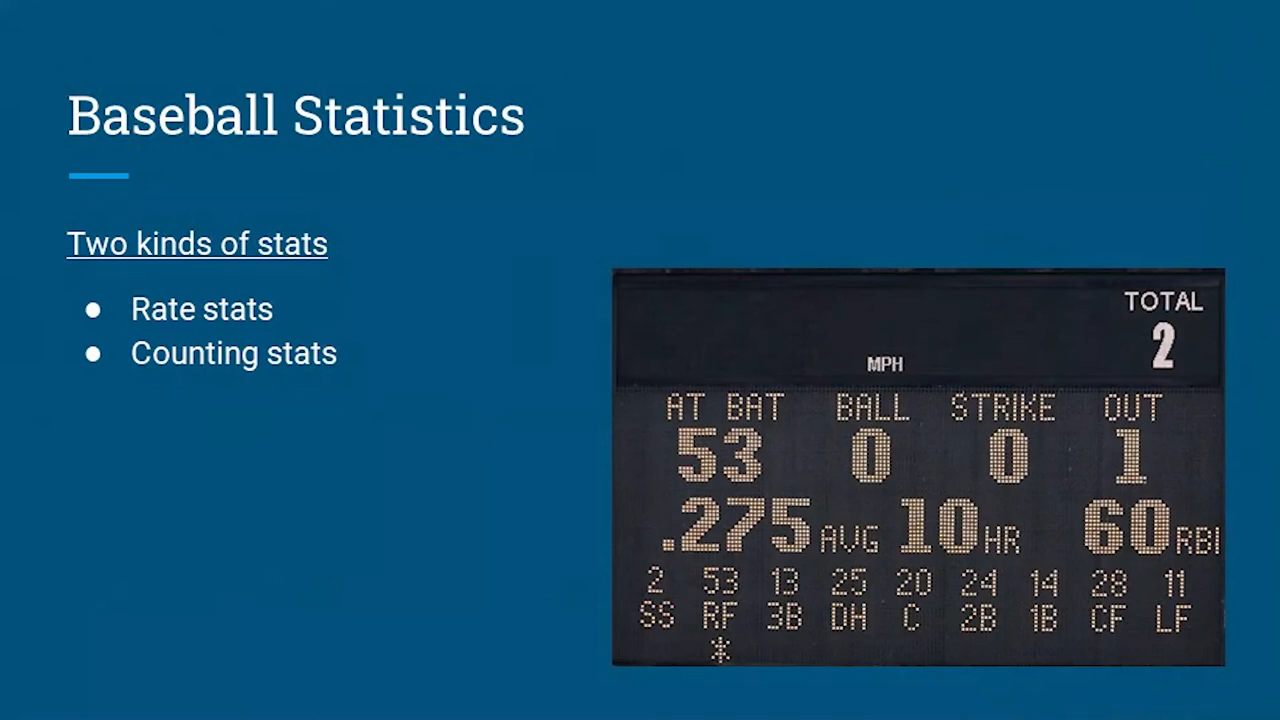 Baseball Statistics
Two kinds of stats
● Rate stats
● Counting stats
TOTAL
2
MPH
AT BAT BALL STRIKE OUT
53 0 0 1
.275 AVG 10 HR 60 RBI
2 53 13 25 20 24 14 28 11
SS RF 3B DH C 2B 1B CF LF
*